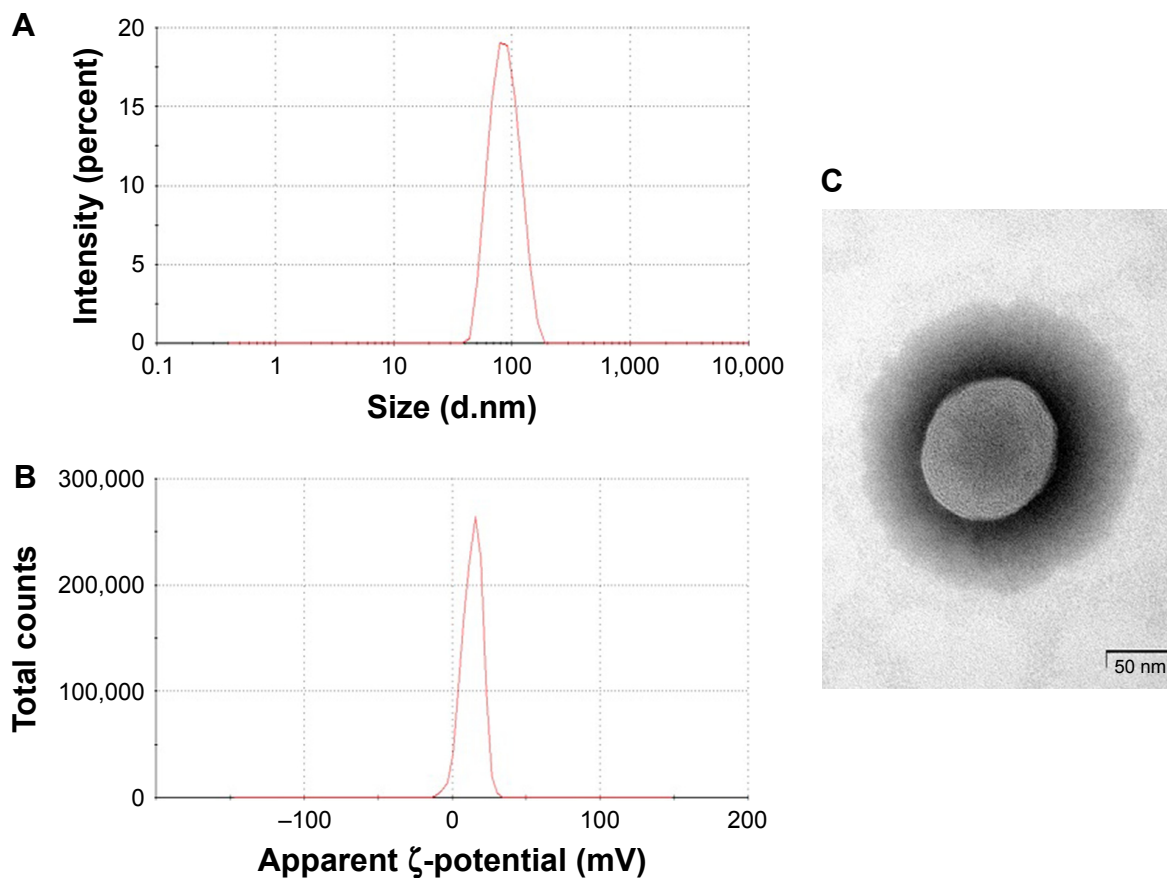 A
Intensity (percent)
20
15
10
5
0
0.1 1 10 100 1,000 10,000
Size (d.nm)
B
Total counts
300,000
200,000
100,000
0
–100 0 100 200
Apparent ζ-potential (mV)
C
50 nm